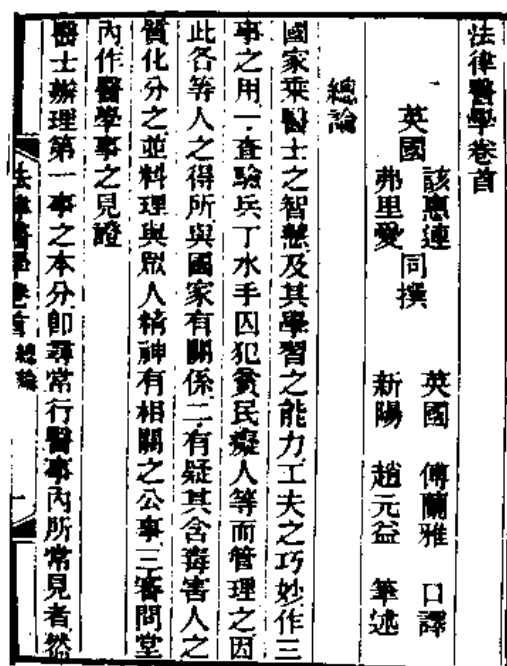 法律醫學卷首
英國 該惠連 弗里愛 同撰 英國 傅蘭雅 口譯 新陽 趙元益 筆述
總論
國家乘醫士之智慧及其學習之能力工夫之巧妙作三
事之用一查驗兵丁水手囚犯貧民癡人等而管理之因
此各等人之得所與國家有關係二有疑其含毒害人之
質化分之並料理與眾人精神有相關之公事三審問堂
內作醫學事之見證
醫士辦理第一事之本分卽尋常行醫事內所常見者然
法律醫學卷首 總論